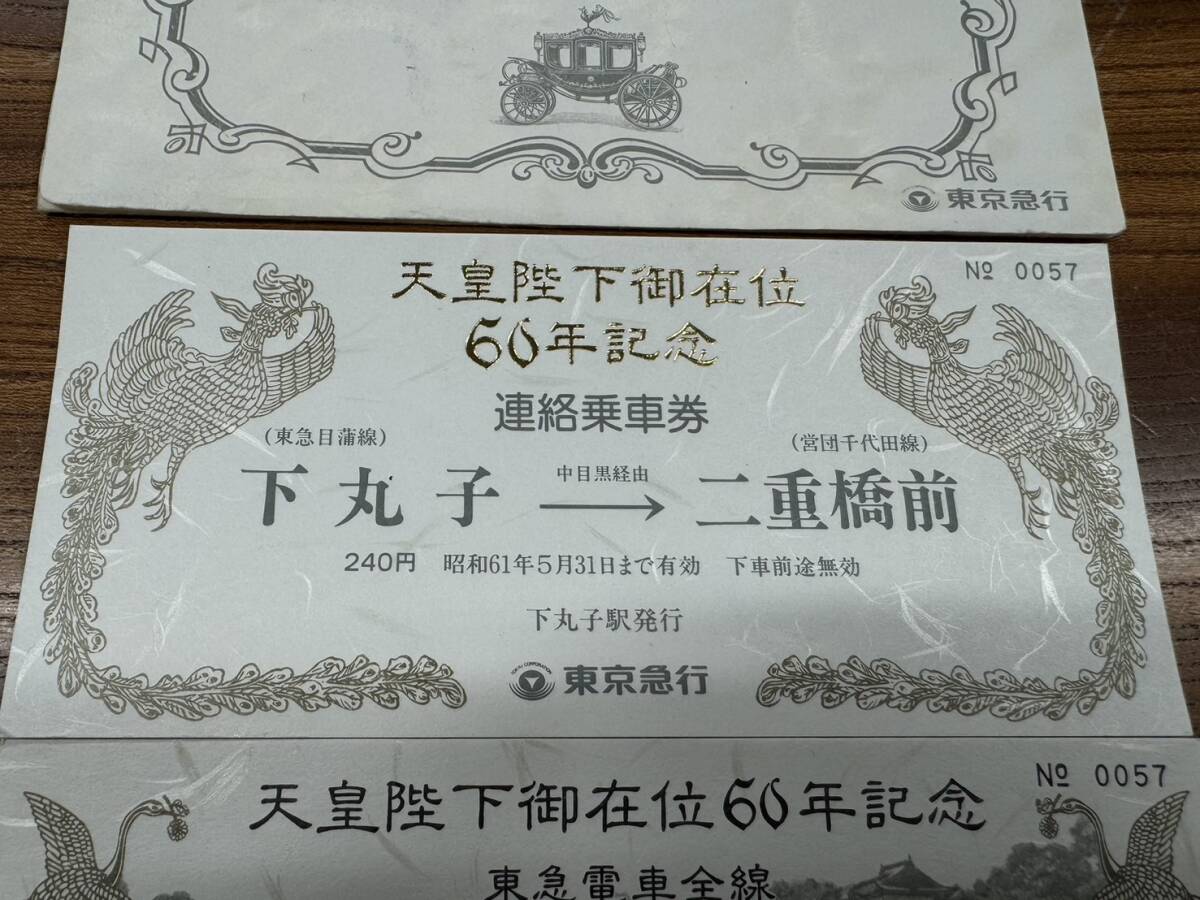 東京急行
No 0057
天皇陛下御在位
60年記念
連絡乗車券
(東急目蒲線)
(営団千代田線)
下丸子
中目黒経由
→
二重橋前
240円 昭和61年5月31日まで有効 下車前途無効
下丸子駅発行
TOKYU CORPORATION
東京急行
No 0057
天皇陛下御在位60年記念
東急電車全線